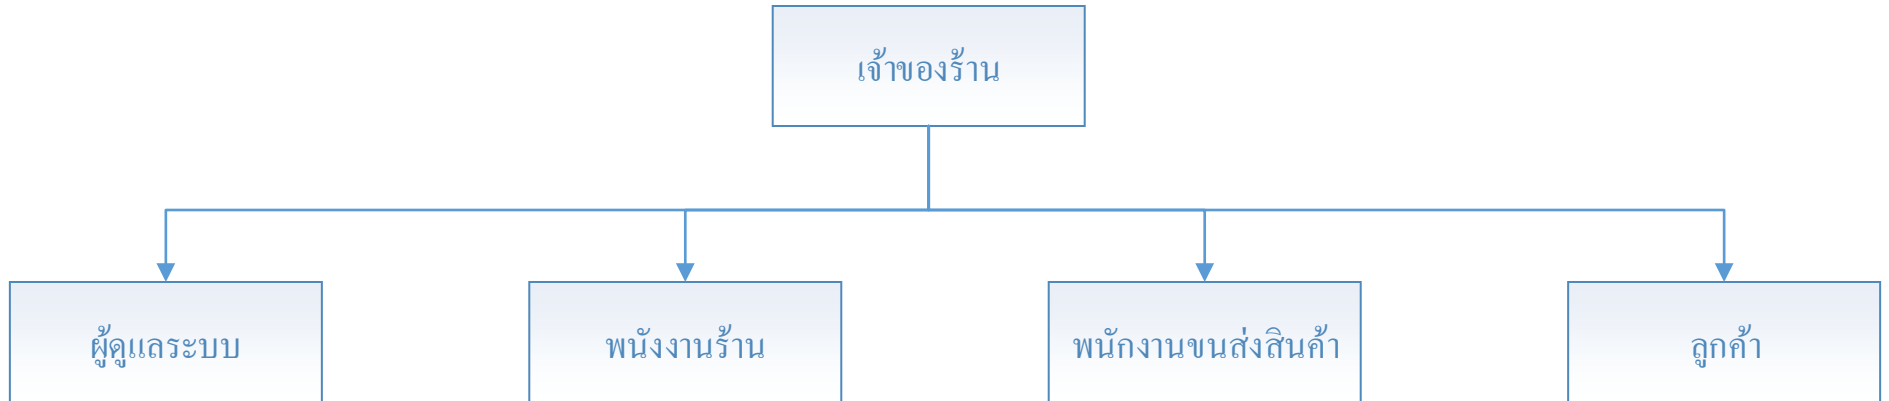 เจ้าของร้าน
ผู้ดูแลระบบ
พนังงานร้าน
พนักงานขนส่งสินค้า
ลูกค้า